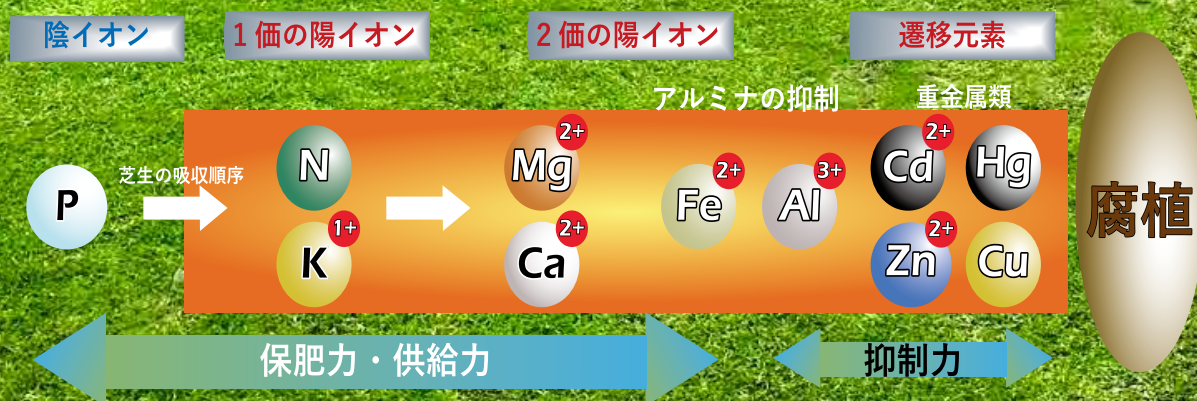 陰イオン
1価の陽イオン
2価の陽イオン
遷移元素
アルミナの抑制
重金属類
芝生の吸収順序
P
N
K 1+
Mg 2+
Ca 2+
Fe 2+
Al 3+
Cd 2+
Hg
Zn 2+
Cu
腐植
保肥力・供給力
抑制力